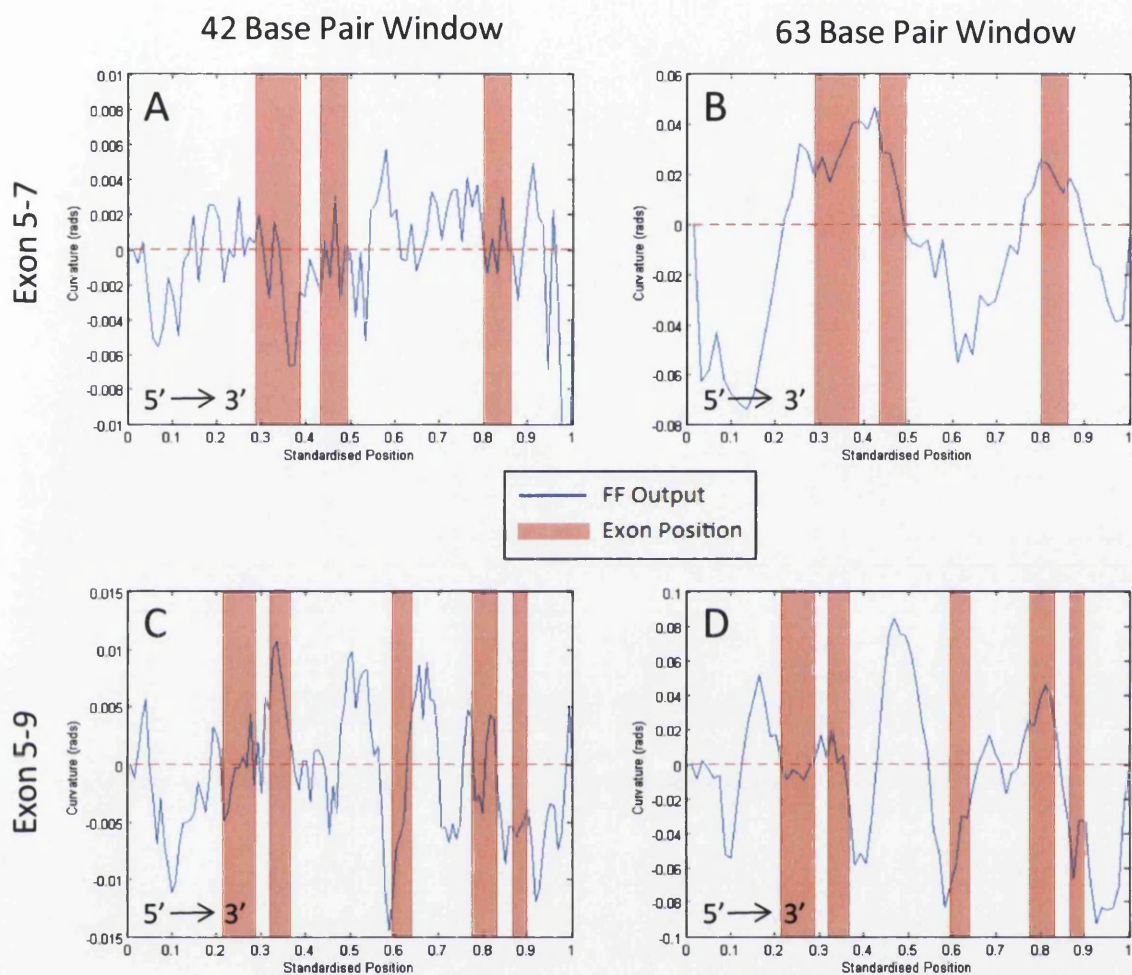 42 Base Pair Window
63 Base Pair Window
Exon 5-7
A
Curvature (rads)
0.01
0.008
0.006
0.004
0.002
0
-0.002
-0.004
-0.006
-0.008
-0.01
5' → 3'
0 0.1 0.2 0.3 0.4 0.5 0.6 0.7 0.8 0.9 1
Standardised Position
B
Curvature (rads)
0.06
0.04
0.02
0
-0.02
-0.04
-0.06
-0.08
5' → 3'
0 0.1 0.2 0.3 0.4 0.5 0.6 0.7 0.8 0.9 1
Standardised Position
FF Output
Exon Position
Exon 5-9
C
Curvature (rads)
0.015
0.01
0.005
0
-0.005
-0.01
-0.015
5' → 3'
0 0.1 0.2 0.3 0.4 0.5 0.6 0.7 0.8 0.9 1
Standardised Position
D
Curvature (rads)
0.1
0.08
0.06
0.04
0.02
0
-0.02
-0.04
-0.06
-0.08
-0.1
5' → 3'
0 0.1 0.2 0.3 0.4 0.5 0.6 0.7 0.8 0.9 1
Standardised Position